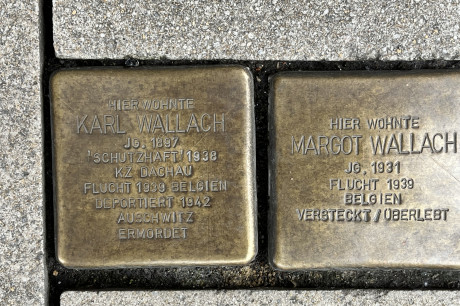 HIER WOHNTE
KARL WALLACH
JG. 1897
'SCHUTZHAFT' 1938
KZ DACHAU
FLUCHT 1939 BELGIEN
DEPORTIERT 1942
AUSCHWITZ
ERMORDET
HIER WOHNTE
MARGOT WALLACH
JG. 1931
FLUCHT 1939
BELGIEN
VERSTECKT / ÜBERLEBT